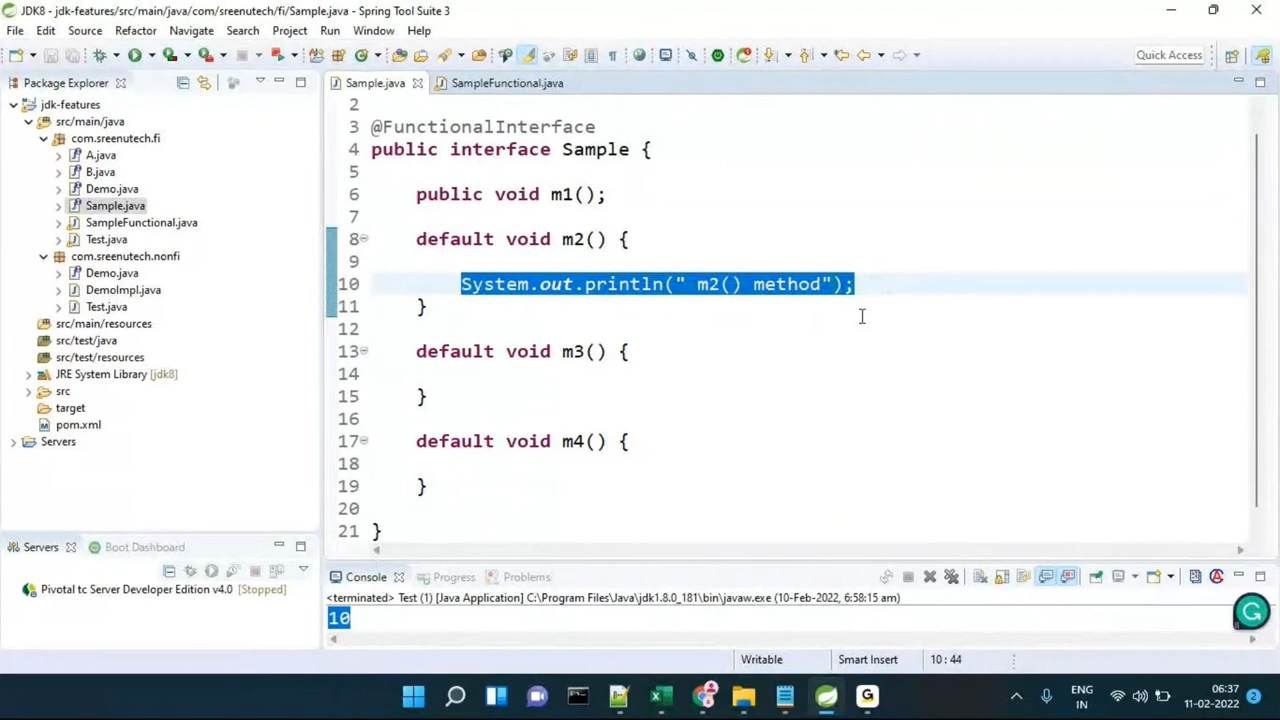 JDK8 - jdk-features/src/main/java/com/sreenutech/fi/Sample.java - Spring Tool Suite 3
File Edit Source Refactor Navigate Search Project Run Window Help
Quick Access
Package Explorer
jdk-features
src/main/java
com.sreenutech.fi
A.java
B.java
Demo.java
Sample.java
SampleFunctional.java
Test.java
com.sreenutech.nonfi
Demo.java
DemoImpl.java
Test.java
src/main/resources
src/test/java
src/test/resources
JRE System Library [jdk8]
src
target
pom.xml
Servers
Servers Boot Dashboard
Pivotal tc Server Developer Edition v4.0 [Stopped]
Sample.java SampleFunctional.java
2
3 @FunctionalInterface
4 public interface Sample {
5
6 public void m1();
7
8 default void m2() {
9
10 System.out.println(" m2() method");
11 }
12
13 default void m3() {
14
15 }
16
17 default void m4() {
18
19 }
20
21 }
Console Progress Problems
<terminated> Test (1) [Java Application] C:\Program Files\Java\jdk1.8.0_181\bin\javaw.exe (10-Feb-2022, 6:58:15 am)
10
Writable Smart Insert 10 : 44
ENG
IN
06:37
11-02-2022
2